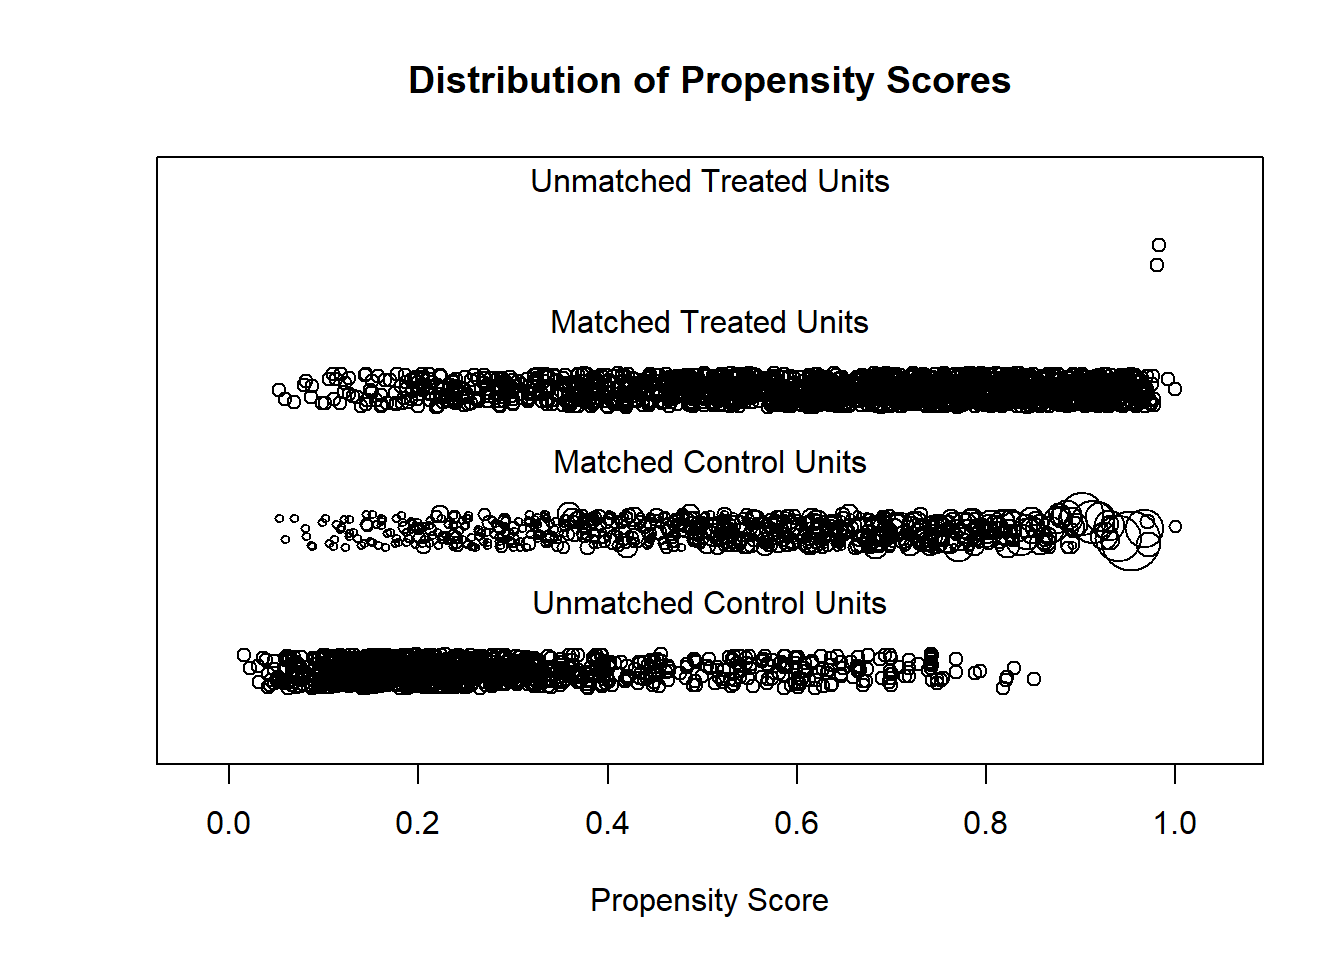 Distribution of Propensity Scores
Unmatched Treated Units
Matched Treated Units
Matched Control Units
Unmatched Control Units
0.0 0.2 0.4 0.6 0.8 1.0
Propensity Score